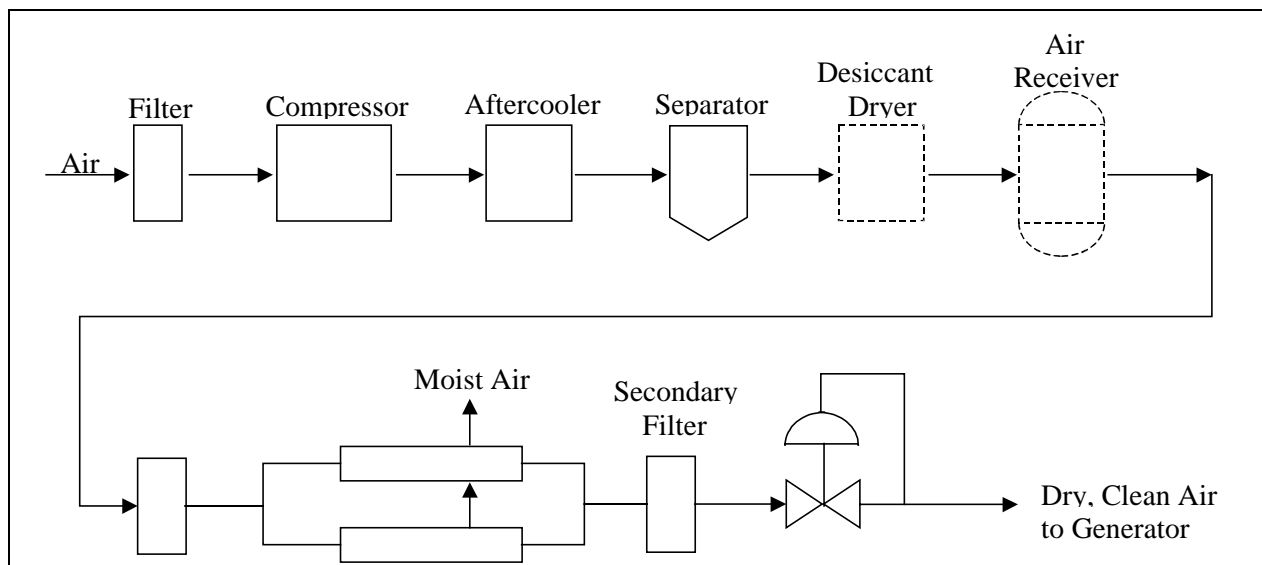 Air
Filter
Compressor
Aftercooler
Separator
Desiccant
Dryer
Air
Receiver
Moist Air
Secondary
Filter
Dry, Clean Air
to Generator